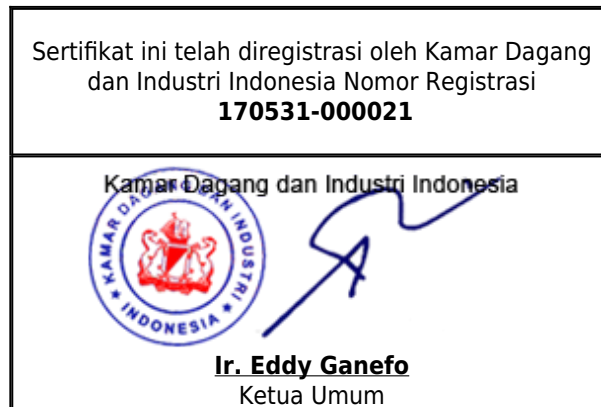 Sertifikat ini telah diregistrasi oleh Kamar Dagang
dan Industri Indonesia Nomor Registrasi
170531-000021
Kamar Dagang dan Industri Indonesia
KAMAR DAGANG DAN INDUSTRI
★ INDONESIA ★
Ir. Eddy Ganefo
Ketua Umum